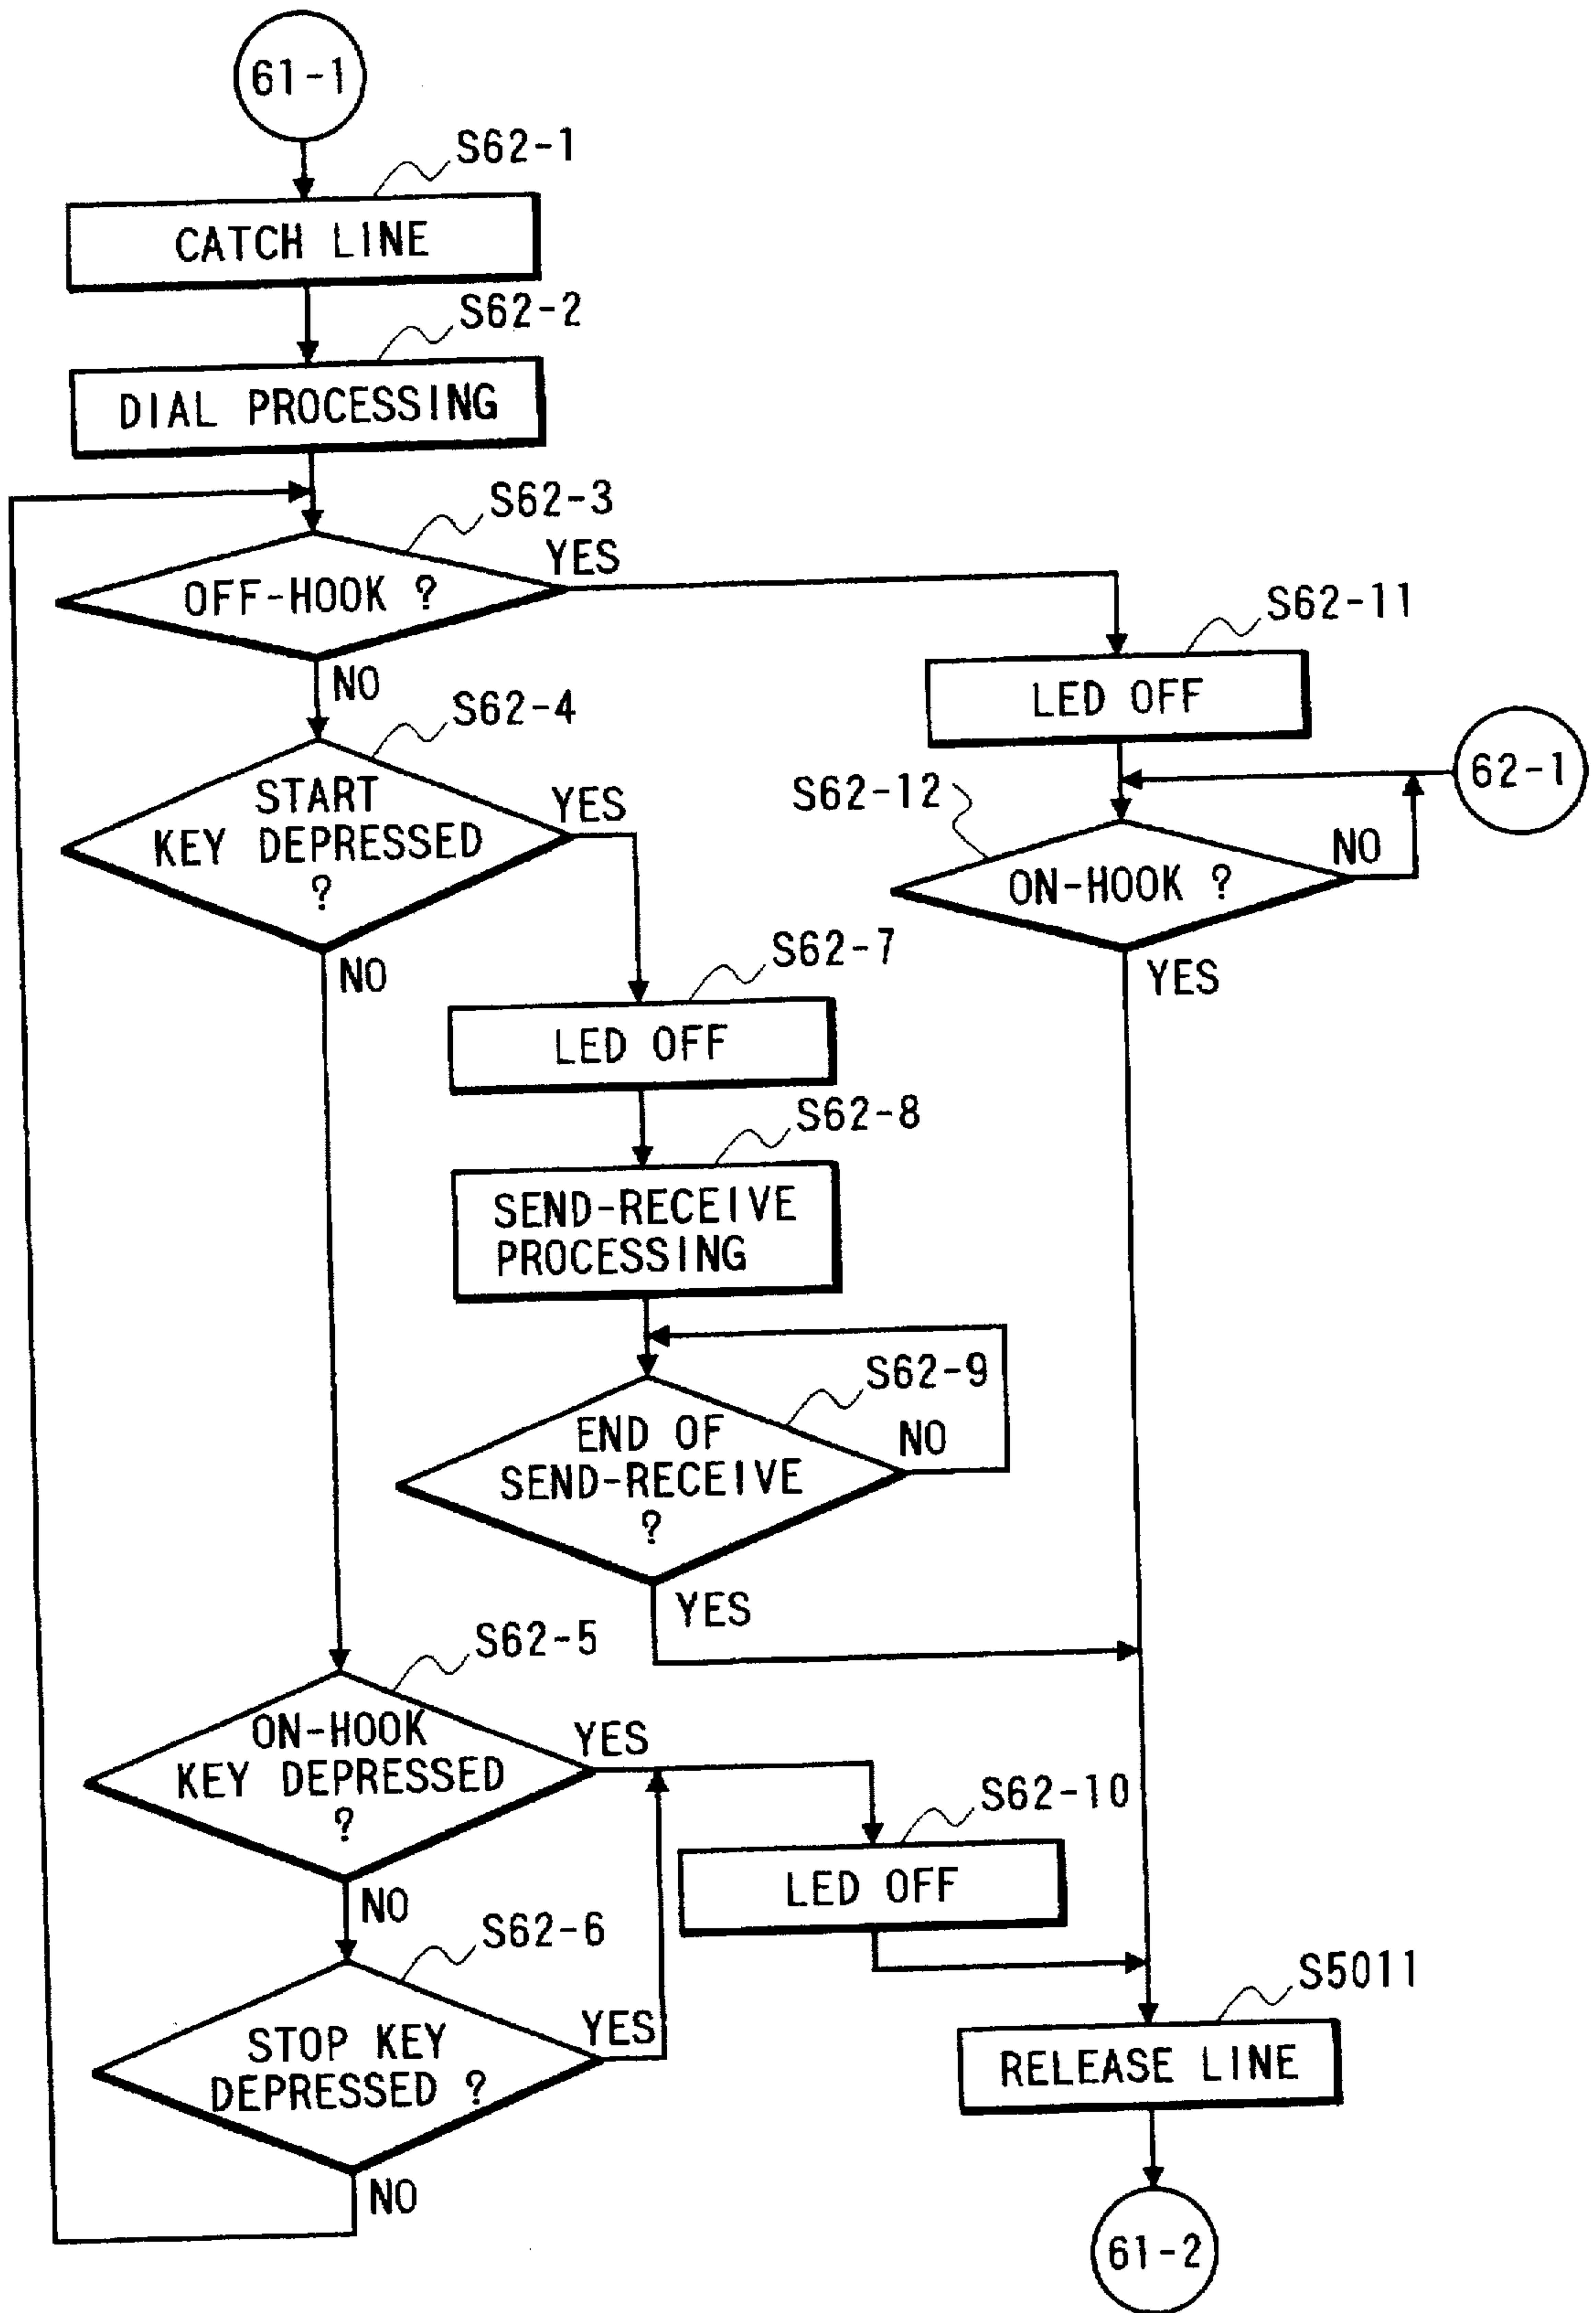 61-1
S62-1
CATCH LINE
S62-2
DIAL PROCESSING
S62-3
OFF-HOOK ?
YES
NO
S62-11
LED OFF
62-1
S62-12
ON-HOOK ?
NO
YES
S62-4
START
KEY DEPRESSED
?
YES
NO
S62-7
LED OFF
S62-8
SEND-RECEIVE
PROCESSING
S62-9
END OF
SEND-RECEIVE
?
NO
YES
S62-5
ON-HOOK
KEY DEPRESSED
?
YES
NO
S62-10
LED OFF
S62-6
STOP KEY
DEPRESSED ?
YES
NO
S5011
RELEASE LINE
61-2